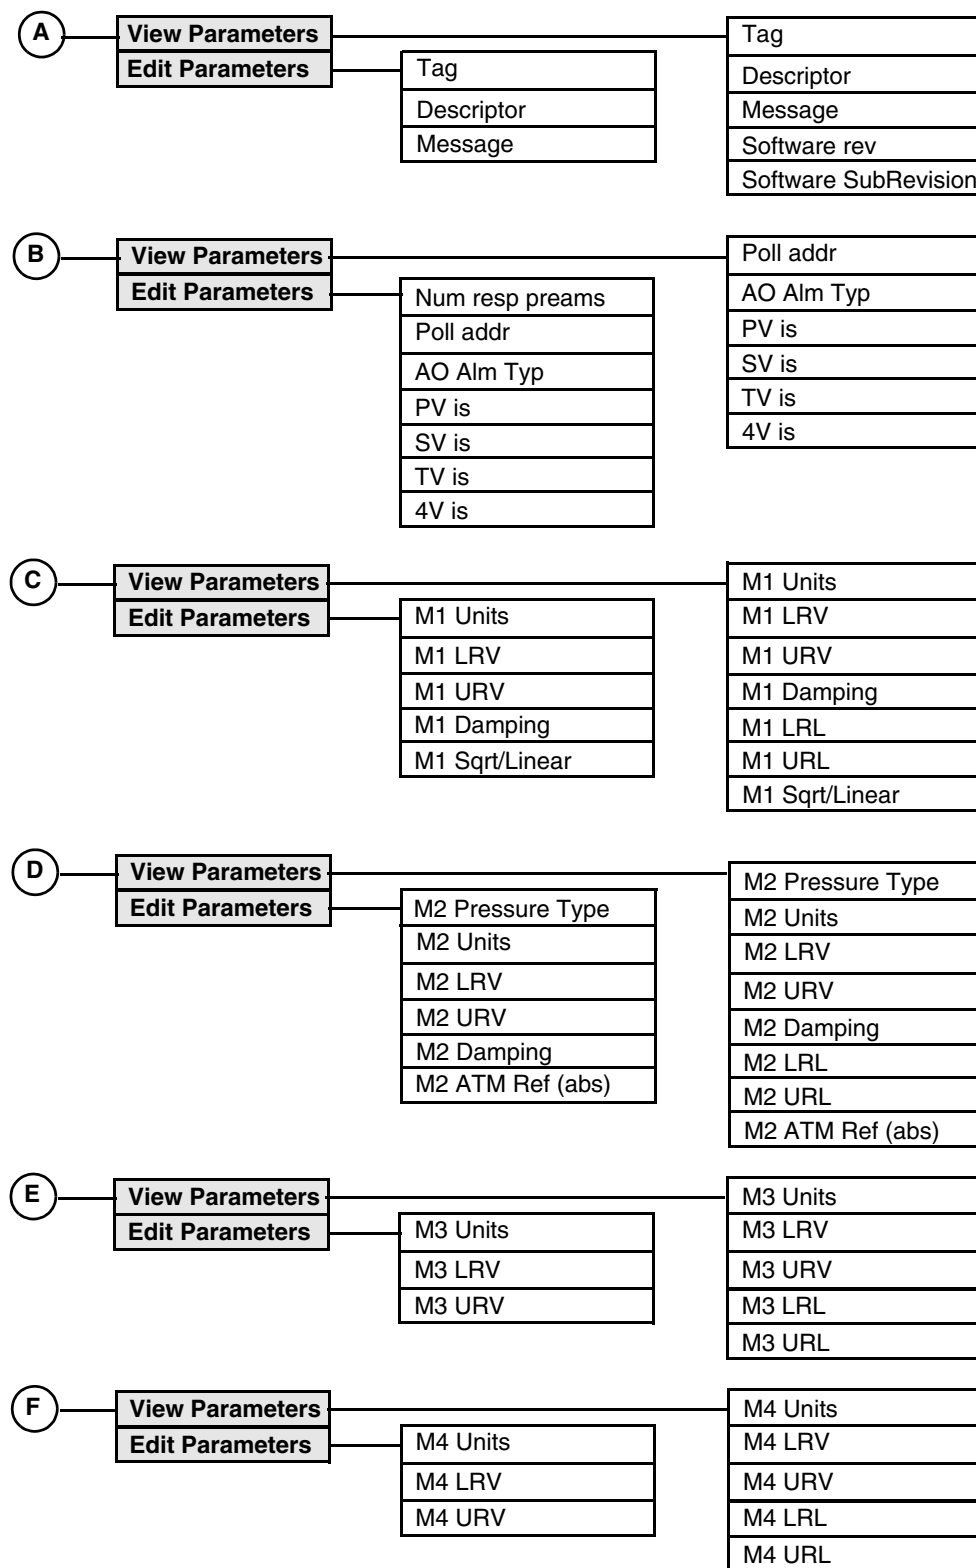 A
View Parameters
Edit Parameters
Tag
Descriptor
Message
Tag
Descriptor
Message
Software rev
Software SubRevision
B
View Parameters
Edit Parameters
Num resp preams
Poll addr
AO Alm Typ
PV is
SV is
TV is
4V is
Poll addr
AO Alm Typ
PV is
SV is
TV is
4V is
C
View Parameters
Edit Parameters
M1 Units
M1 LRV
M1 URV
M1 Damping
M1 Sqrt/Linear
M1 Units
M1 LRV
M1 URV
M1 Damping
M1 LRL
M1 URL
M1 Sqrt/Linear
D
View Parameters
Edit Parameters
M2 Pressure Type
M2 Units
M2 LRV
M2 URV
M2 Damping
M2 ATM Ref (abs)
M2 Pressure Type
M2 Units
M2 LRV
M2 URV
M2 Damping
M2 LRL
M2 URL
M2 ATM Ref (abs)
E
View Parameters
Edit Parameters
M3 Units
M3 LRV
M3 URV
M3 Units
M3 LRV
M3 URV
M3 LRL
M3 URL
F
View Parameters
Edit Parameters
M4 Units
M4 LRV
M4 URV
M4 Units
M4 LRV
M4 URV
M4 LRL
M4 URL